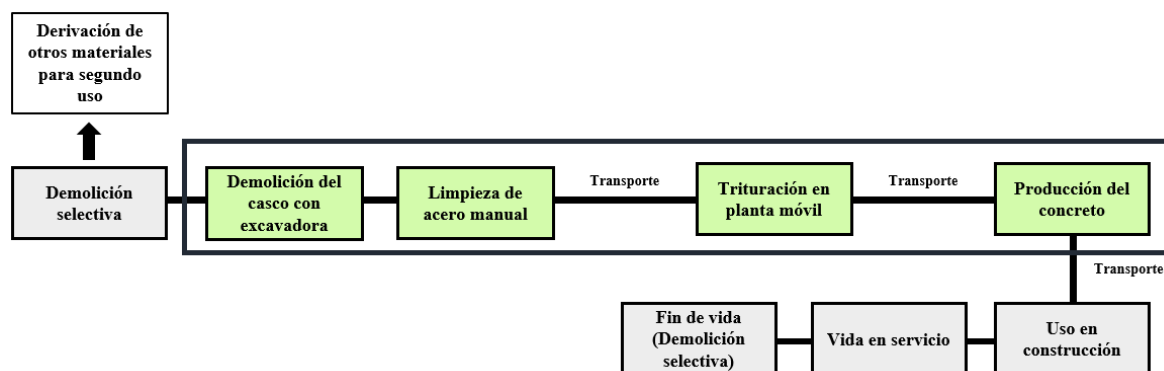 Derivación de
otros materiales
para segundo
uso
Demolición
selectiva
Demolición del
casco con
excavadora
Limpieza de
acero manual
Transporte
Trituración en
planta móvil
Transporte
Producción del
concreto
Transporte
Fin de vida
(Demolición
selectiva)
Vida en servicio
Uso en
construcción